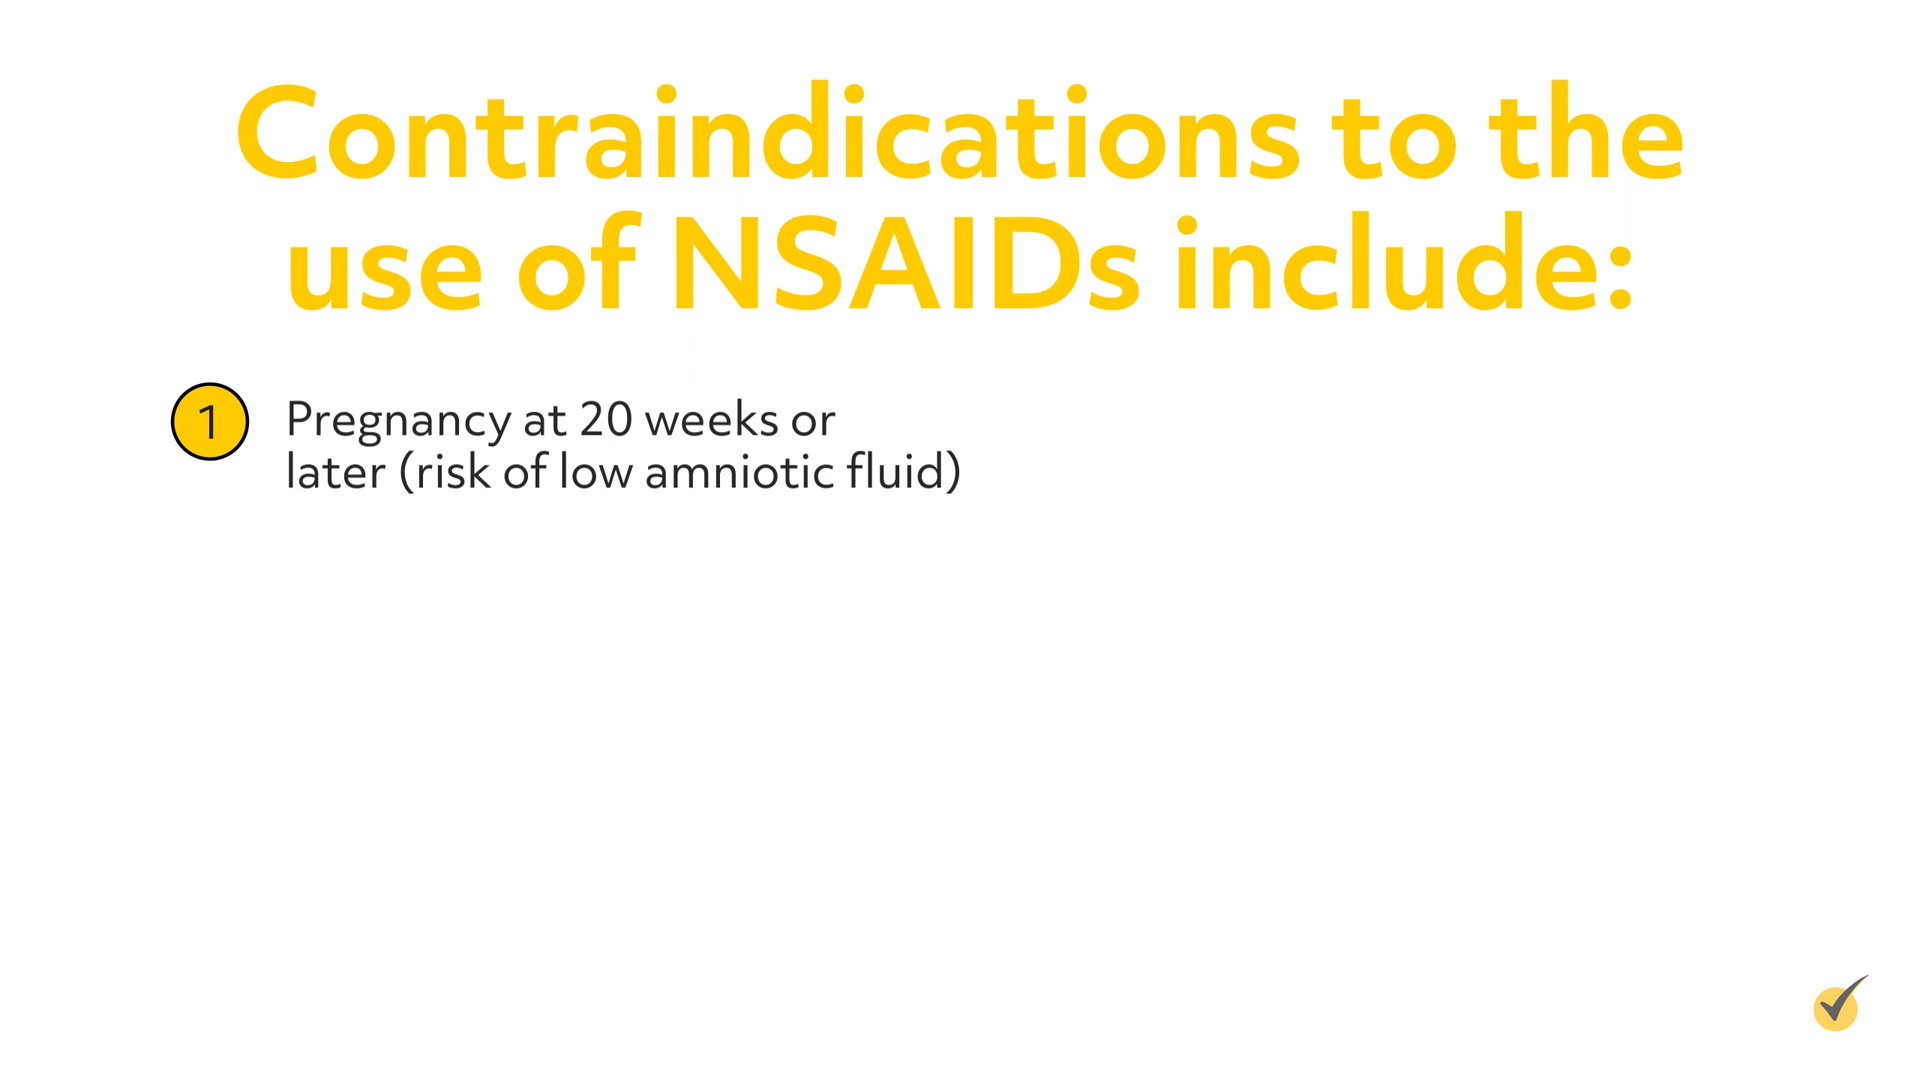 Contraindications to the
use of NSAIDs include:
1
Pregnancy at 20 weeks or
later (risk of low amniotic fluid)